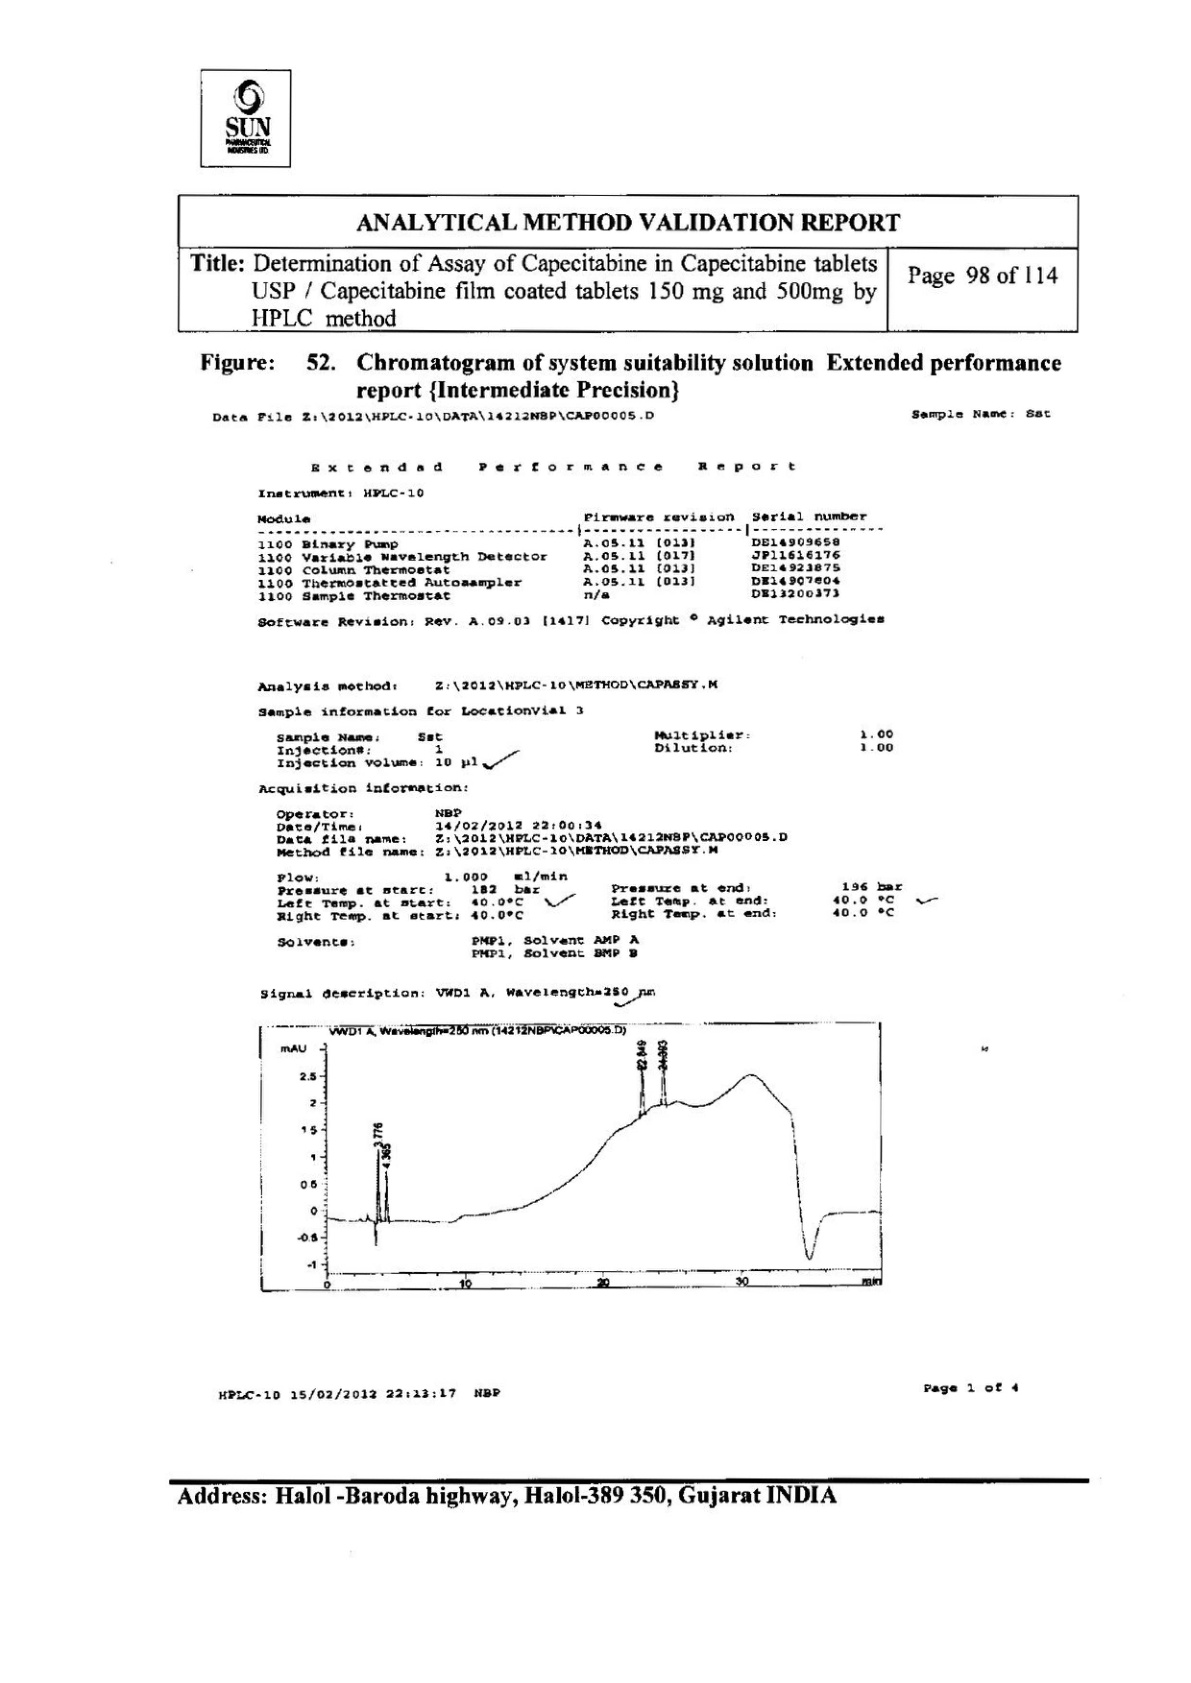 SUN
PHARMACEUTICAL
INDUSTRIES LTD.
ANALYTICAL METHOD VALIDATION REPORT
Title: Determination of Assay of Capecitabine in Capecitabine tablets
USP / Capecitabine film coated tablets 150 mg and 500mg by
HPLC method
Page 98 of 114
Figure: 52. Chromatogram of system suitability solution Extended performance
report {Intermediate Precision}
Data File Z:\2012\HPLC-10\DATA\14212NBP\CAP00005.D Sample Name: Sst
Extended Performance Report
Instrument: HPLC-10
Module Firmware revision Serial number
1100 Binary Pump A.05.11 [013] DE14909658
1100 Variable Wavelength Detector A.05.11 [017] JP11616176
1100 Column Thermostat A.05.11 [013] DE14923875
1100 Thermostatted Autosampler A.05.11 [013] DE14907604
1100 Sample Thermostat n/a DE13200373
Software Revision: Rev. A.09.03 [1417] Copyright © Agilent Technologies
Analysis method: Z:\2012\HPLC-10\METHOD\CAPASSY.M
Sample information for LocationVial 3
Sample Name: Sst Multiplier: 1.00
Injection#: 1 Dilution: 1.00
Injection volume: 10 µl
Acquisition information:
Operator: NBP
Date/Time: 14/02/2012 22:00:34
Data file name: Z:\2012\HPLC-10\DATA\14212NBP\CAP00005.D
Method file name: Z:\2012\HPLC-10\METHOD\CAPASSY.M
Flow: 1.000 ml/min
Pressure at start: 182 bar Pressure at end: 196 bar
Left Temp. at start: 40.0°C Left Temp. at end: 40.0 °C
Right Temp. at start: 40.0°C Right Temp. at end: 40.0 °C
Solvents: PMP1, Solvent AMP A
PMP1, Solvent BMP B
Signal description: VWD1 A, Wavelength=250 nm
VWD1 A, Wavelength=250 nm (14212NBP\CAP00005.D)
mAU
2.5
2
1.5
1
0.5
0
-0.5
-1
3.776
4.365
22.849
24.393
0 10 20 30 min
HPLC-10 15/02/2012 22:13:17 NBP Page 1 of 4
Address: Halol -Baroda highway, Halol-389 350, Gujarat INDIA